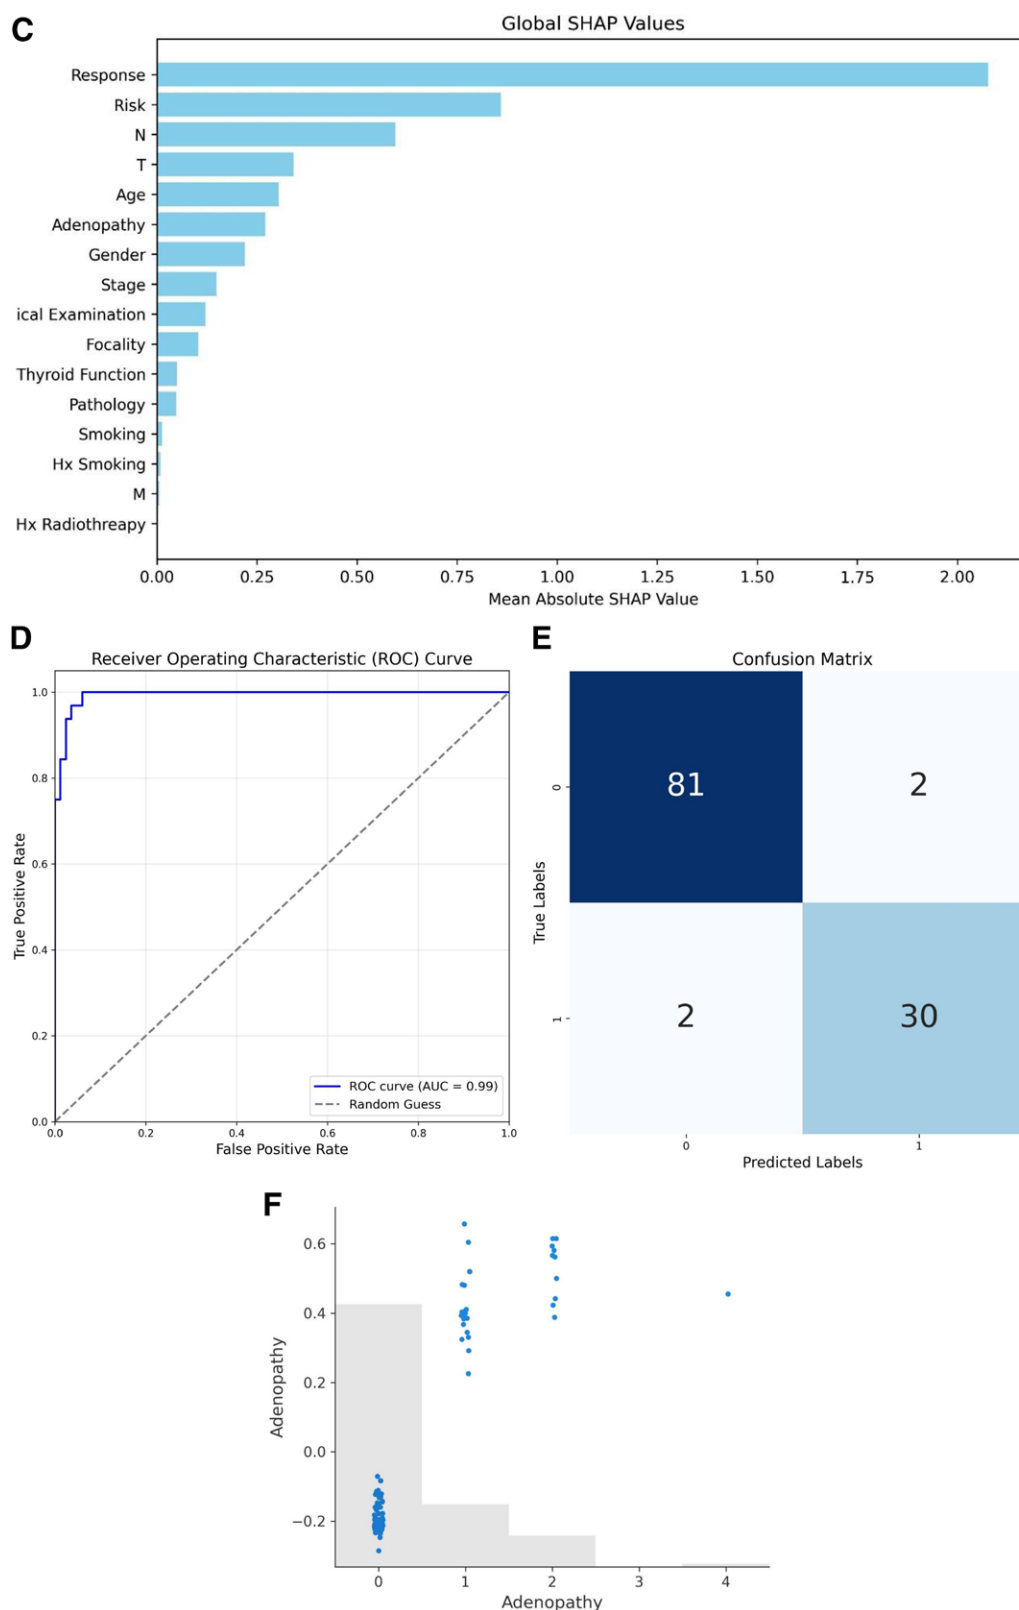 C
Global SHAP Values
Response
Risk
N
T
Age
Adenopathy
Gender
Stage
ical Examination
Focality
Thyroid Function
Pathology
Smoking
Hx Smoking
M
Hx Radiothreapy
0.00 0.25 0.50 0.75 1.00 1.25 1.50 1.75 2.00
Mean Absolute SHAP Value
D
Receiver Operating Characteristic (ROC) Curve
True Positive Rate
1.0
0.8
0.6
0.4
0.2
0.0
ROC curve (AUC = 0.99)
Random Guess
0.0 0.2 0.4 0.6 0.8 1.0
False Positive Rate
E
Confusion Matrix
True Labels
0
81 2
1
2 30
0 1
Predicted Labels
F
Adenopathy
0.6
0.4
0.2
0.0
−0.2
0 1 2 3 4
Adenopathy